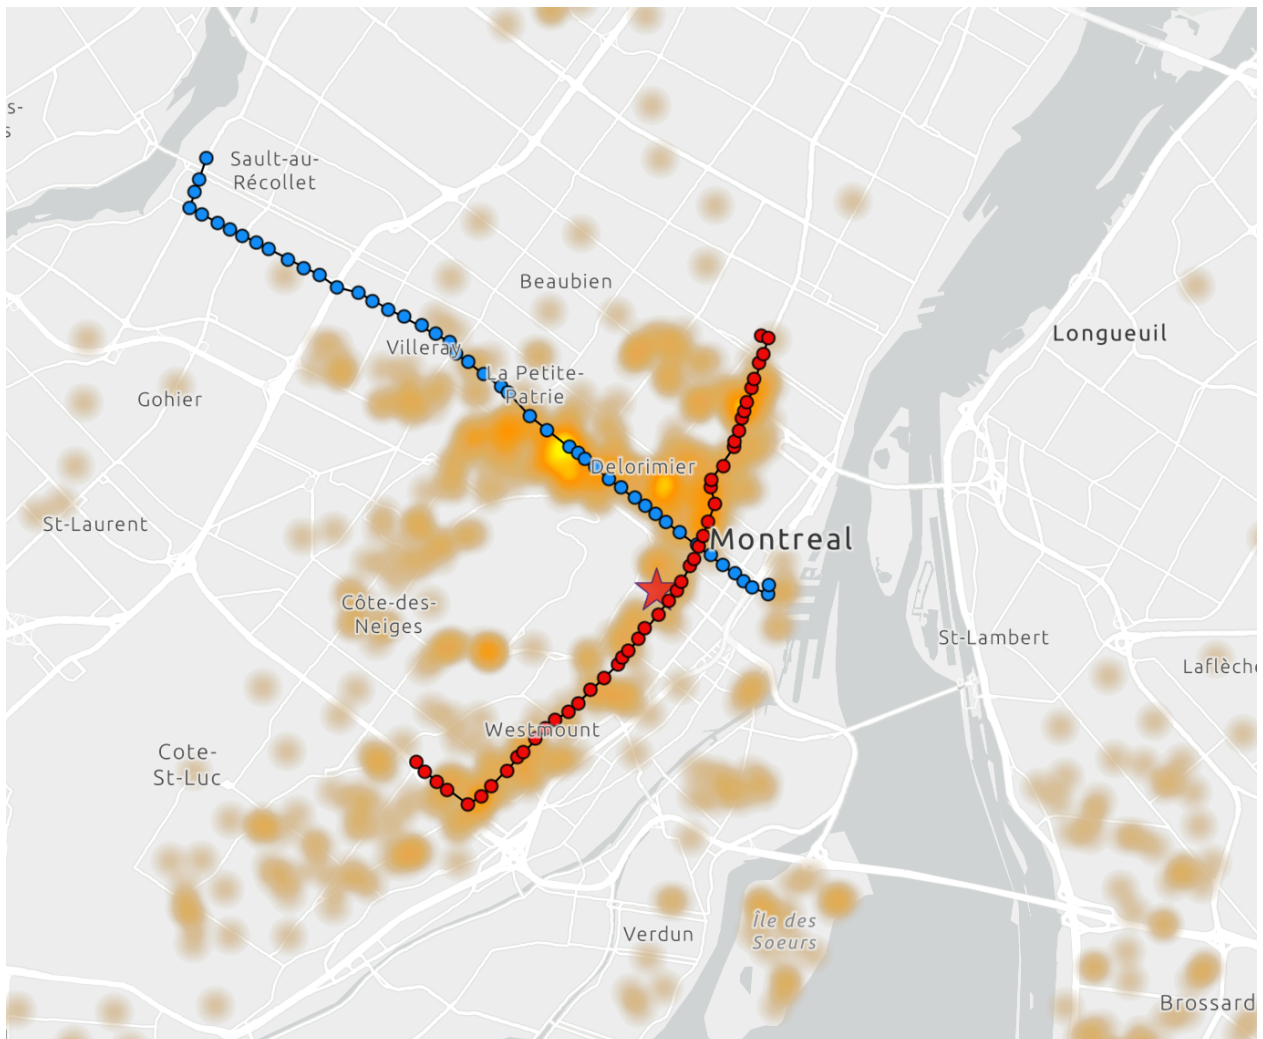 s-
s
Sault-au-
Récollet
Beaubien
Longueuil
Villeray
La Petite-
Patrie
Gohier
Delorimier
St-Laurent
Montreal
Côte-des-
Neiges
St-Lambert
Laflèche
Westmount
Cote-
St-Luc
Île des
Soeurs
Verdun
Brossard